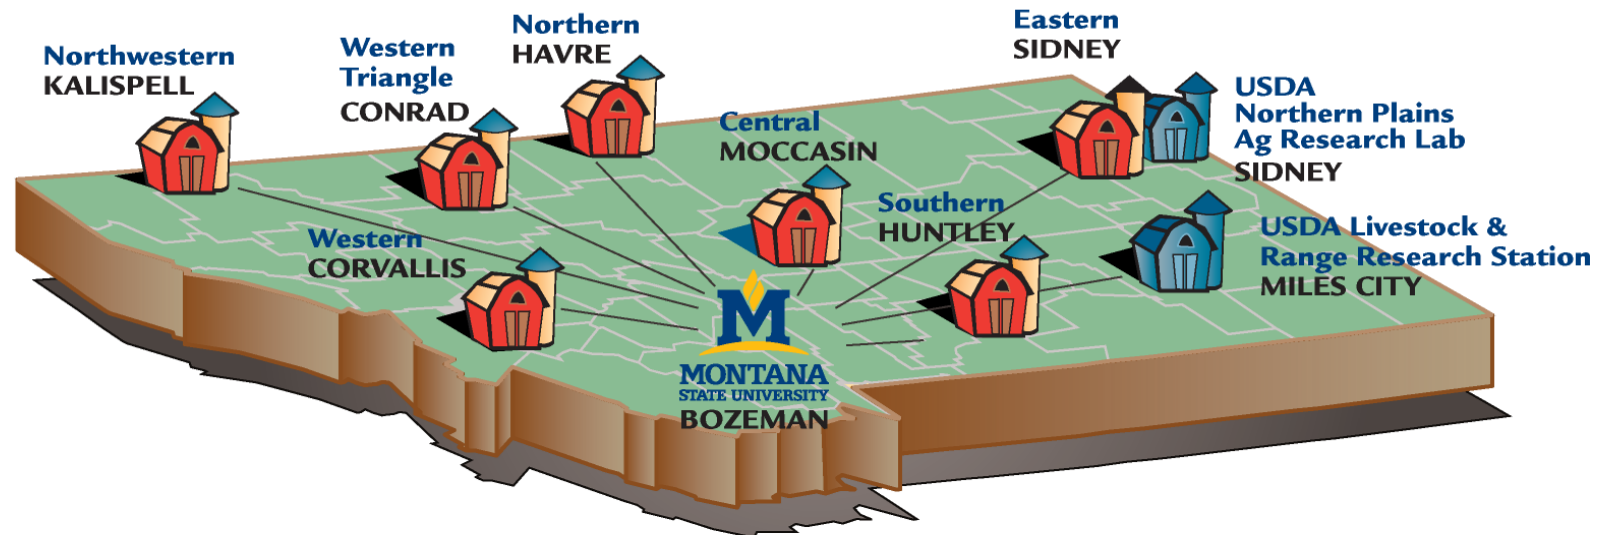 Northwestern
KALISPELL
Western
Triangle
CONRAD
Northern
HAVRE
Central
MOCCASIN
Eastern
SIDNEY
USDA
Northern Plains
Ag Research Lab
SIDNEY
Western
CORVALLIS
Southern
HUNTLEY
USDA Livestock &
Range Research Station
MILES CITY
M
MONTANA
STATE UNIVERSITY
BOZEMAN